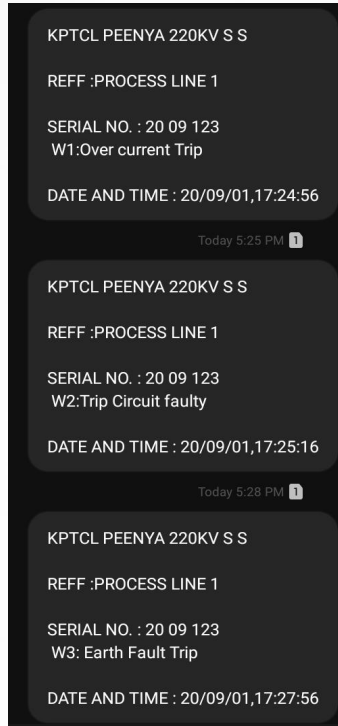 KPTCL PEENYA 220KV S S
REFF :PROCESS LINE 1
SERIAL NO. : 20 09 123
W1:Over current Trip
DATE AND TIME : 20/09/01,17:24:56
Today 5:25 PM 1
KPTCL PEENYA 220KV S S
REFF :PROCESS LINE 1
SERIAL NO. : 20 09 123
W2:Trip Circuit faulty
DATE AND TIME : 20/09/01,17:25:16
Today 5:28 PM 1
KPTCL PEENYA 220KV S S
REFF :PROCESS LINE 1
SERIAL NO. : 20 09 123
W3: Earth Fault Trip
DATE AND TIME : 20/09/01,17:27:56